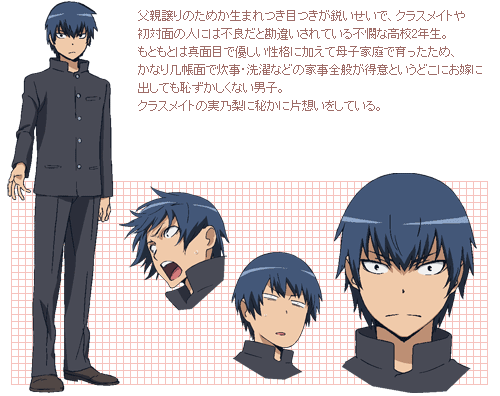 父親譲りのためか生まれつき目つきが鋭いせいで、クラスメイトや
初対面の人には不良だと勘違いされている不憫な高校2年生。
もともとは真面目で優しい性格に加えて母子家庭で育ったため、
かなり几帳面で炊事・洗濯などの家事全般が得意というどこにお嫁に
出しても恥ずかしくない男子。
クラスメイトの実乃梨に秘かに片想いをしている。